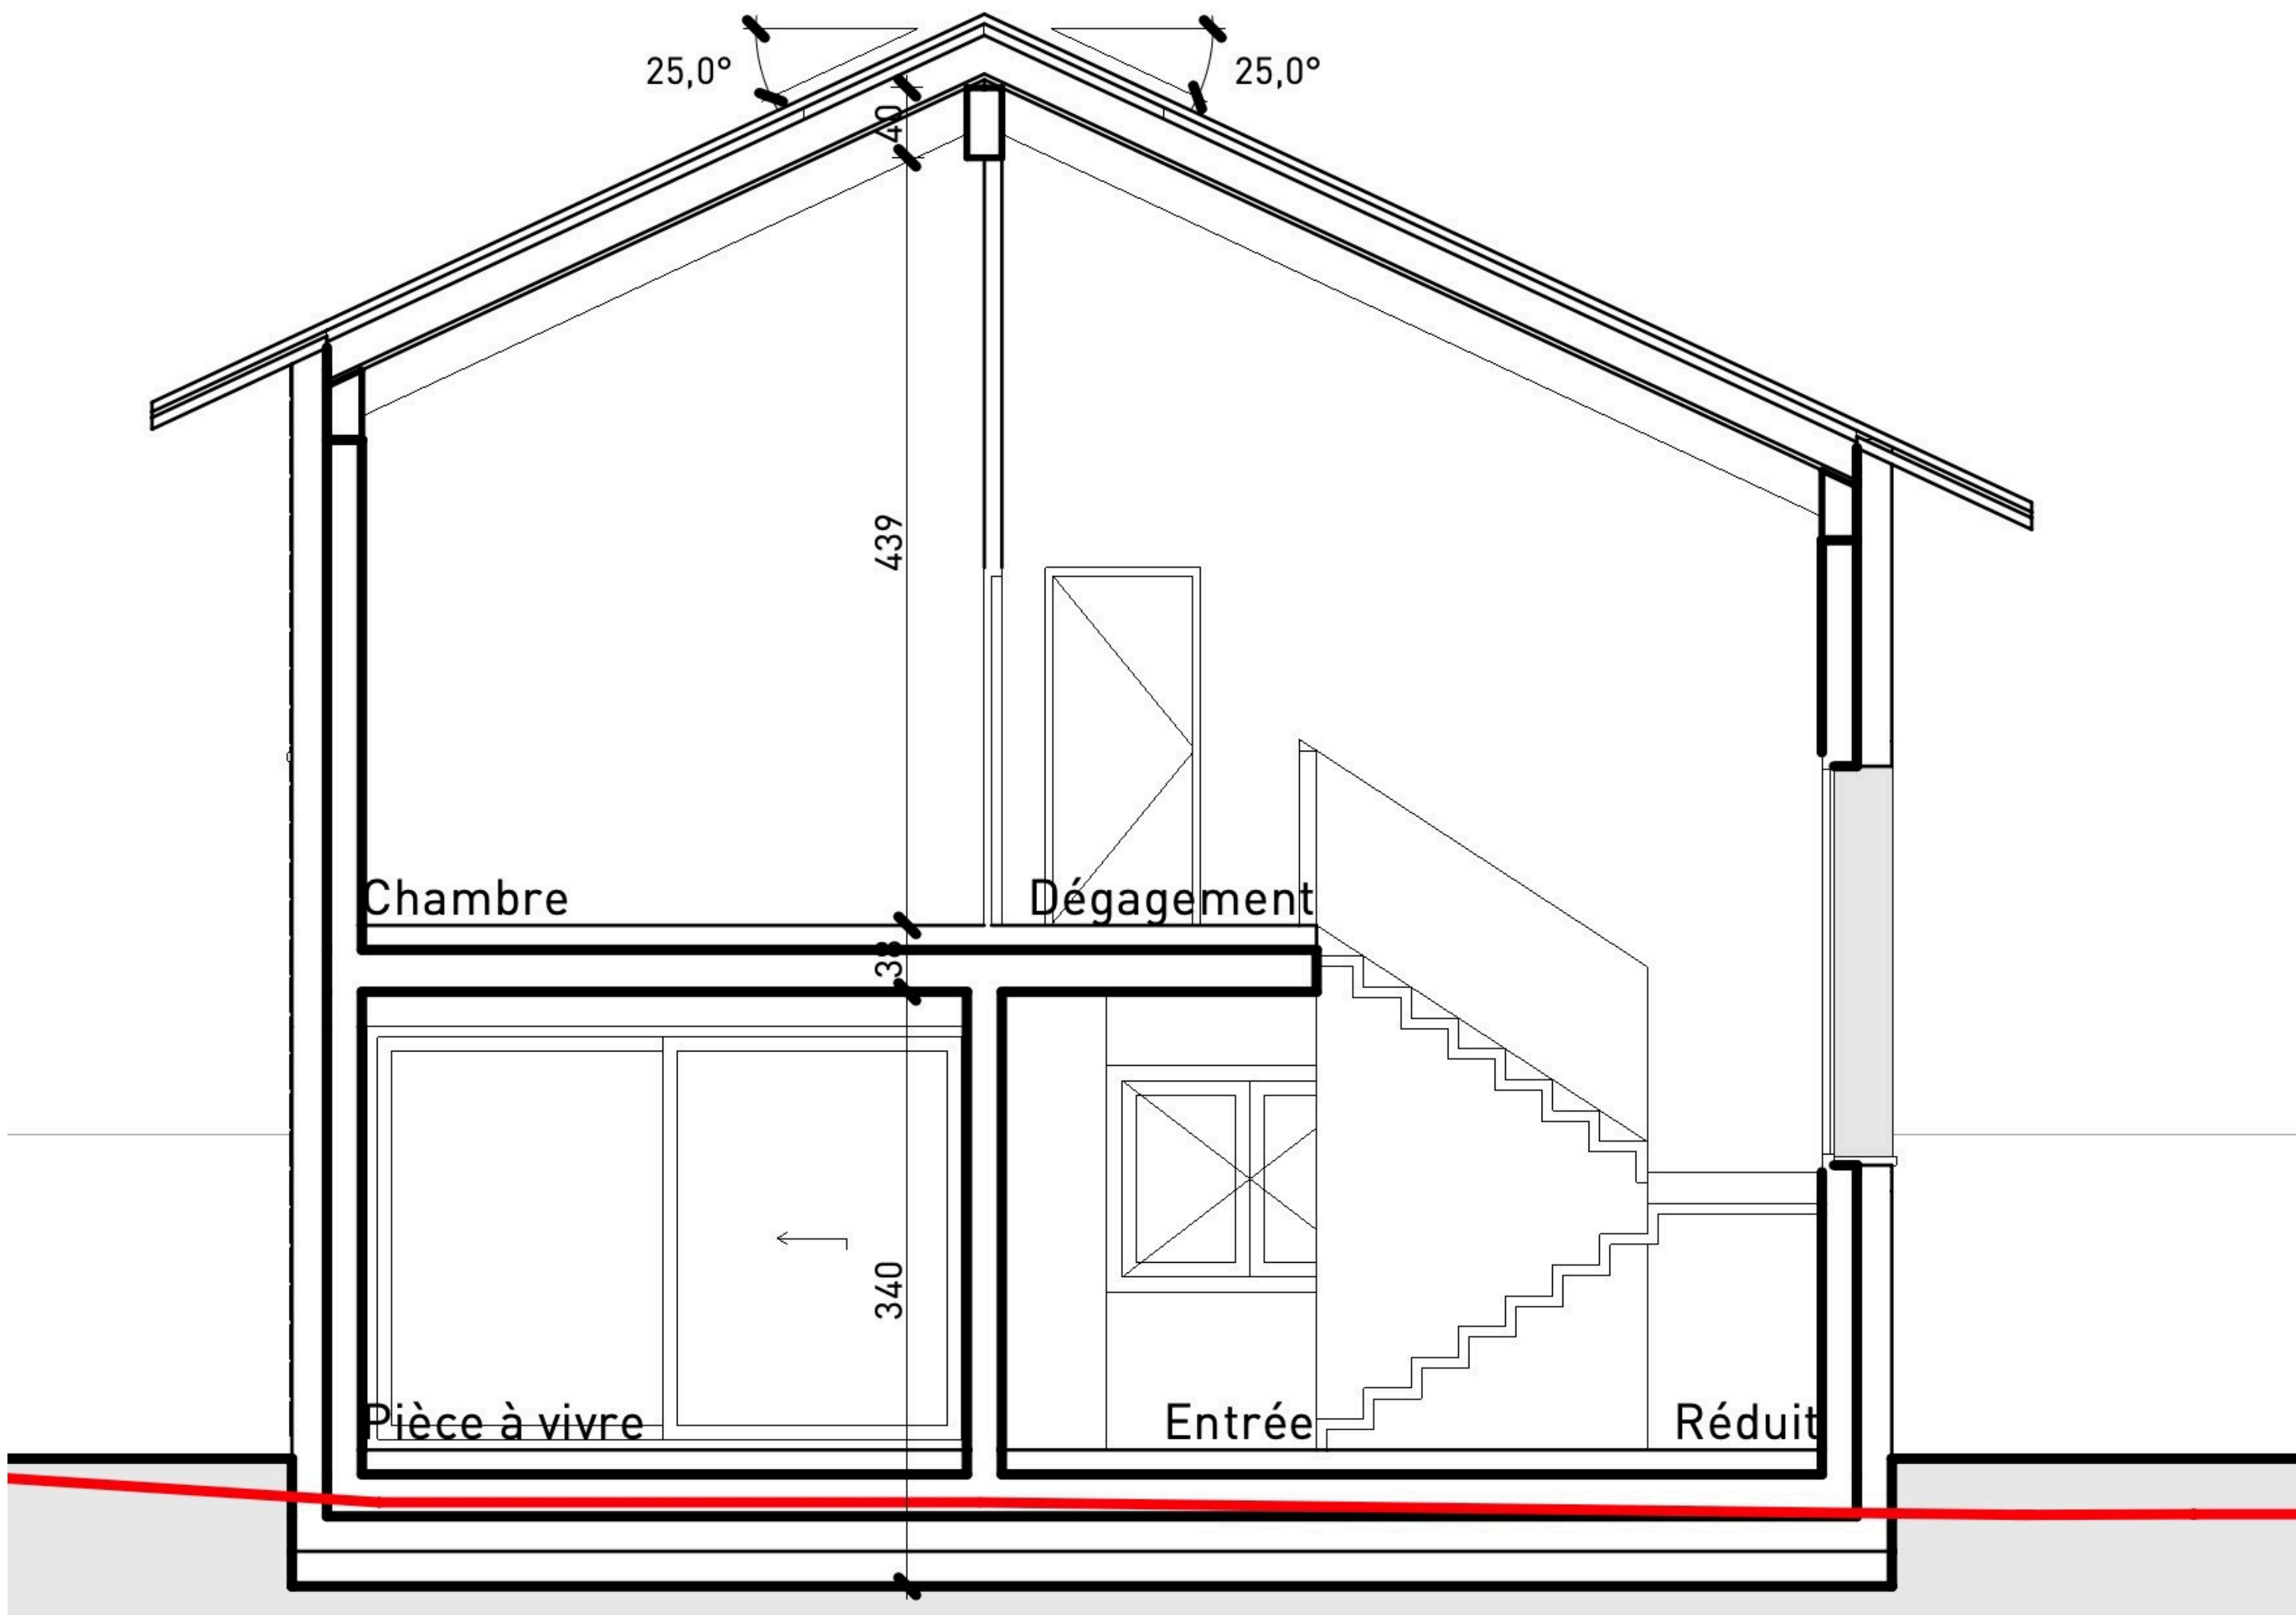 25,0°
25,0°
40
439
Chambre
Dégagement
38
340
Pièce à vivre
Entrée
Réduit